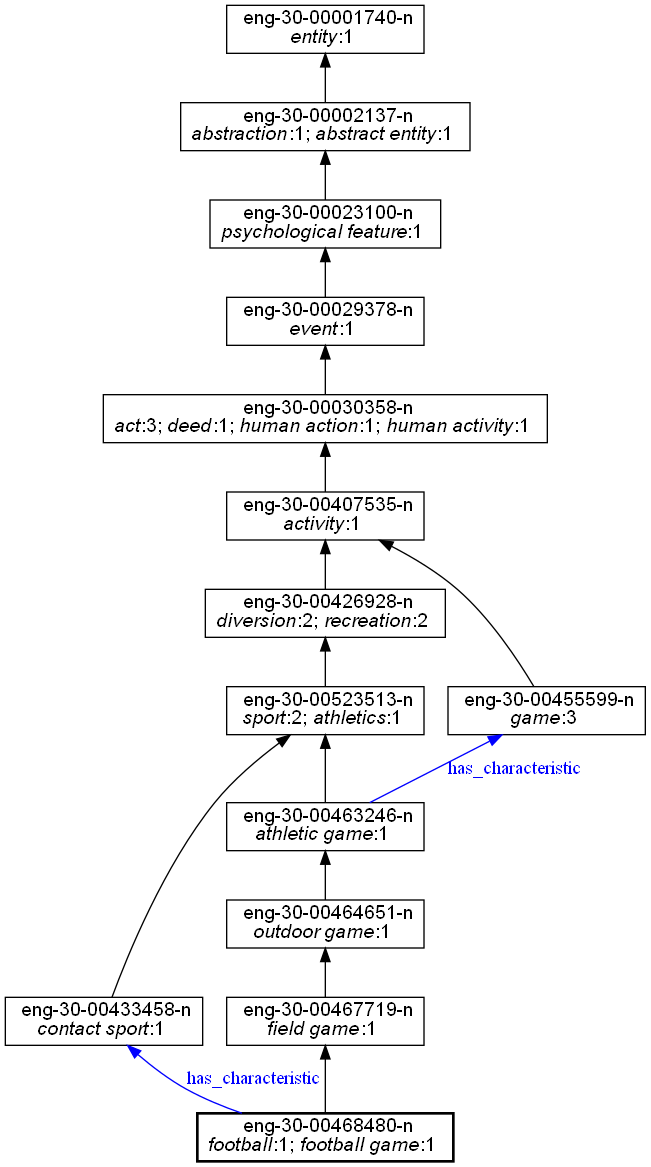 eng-30-00001740-n
entity:1
eng-30-00002137-n
abstraction:1; abstract entity:1
eng-30-00023100-n
psychological feature:1
eng-30-00029378-n
event:1
eng-30-00030358-n
act:3; deed:1; human action:1; human activity:1
eng-30-00407535-n
activity:1
eng-30-00426928-n
diversion:2; recreation:2
eng-30-00523513-n
sport:2; athletics:1
eng-30-00455599-n
game:3
has_characteristic
eng-30-00463246-n
athletic game:1
eng-30-00464651-n
outdoor game:1
eng-30-00433458-n
contact sport:1
eng-30-00467719-n
field game:1
has_characteristic
eng-30-00468480-n
football:1; football game:1